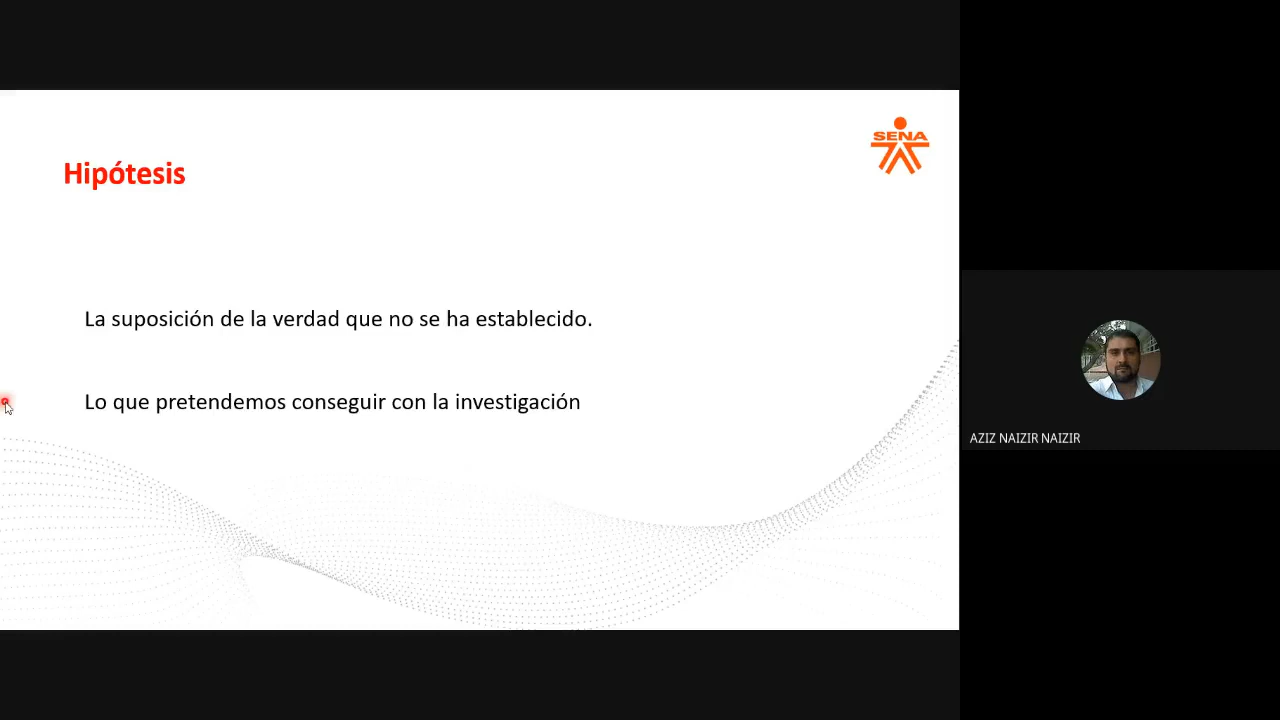 SENA
Hipótesis
La suposición de la verdad que no se ha establecido.
Lo que pretendemos conseguir con la investigación
AZIZ NAIZIR NAIZIR